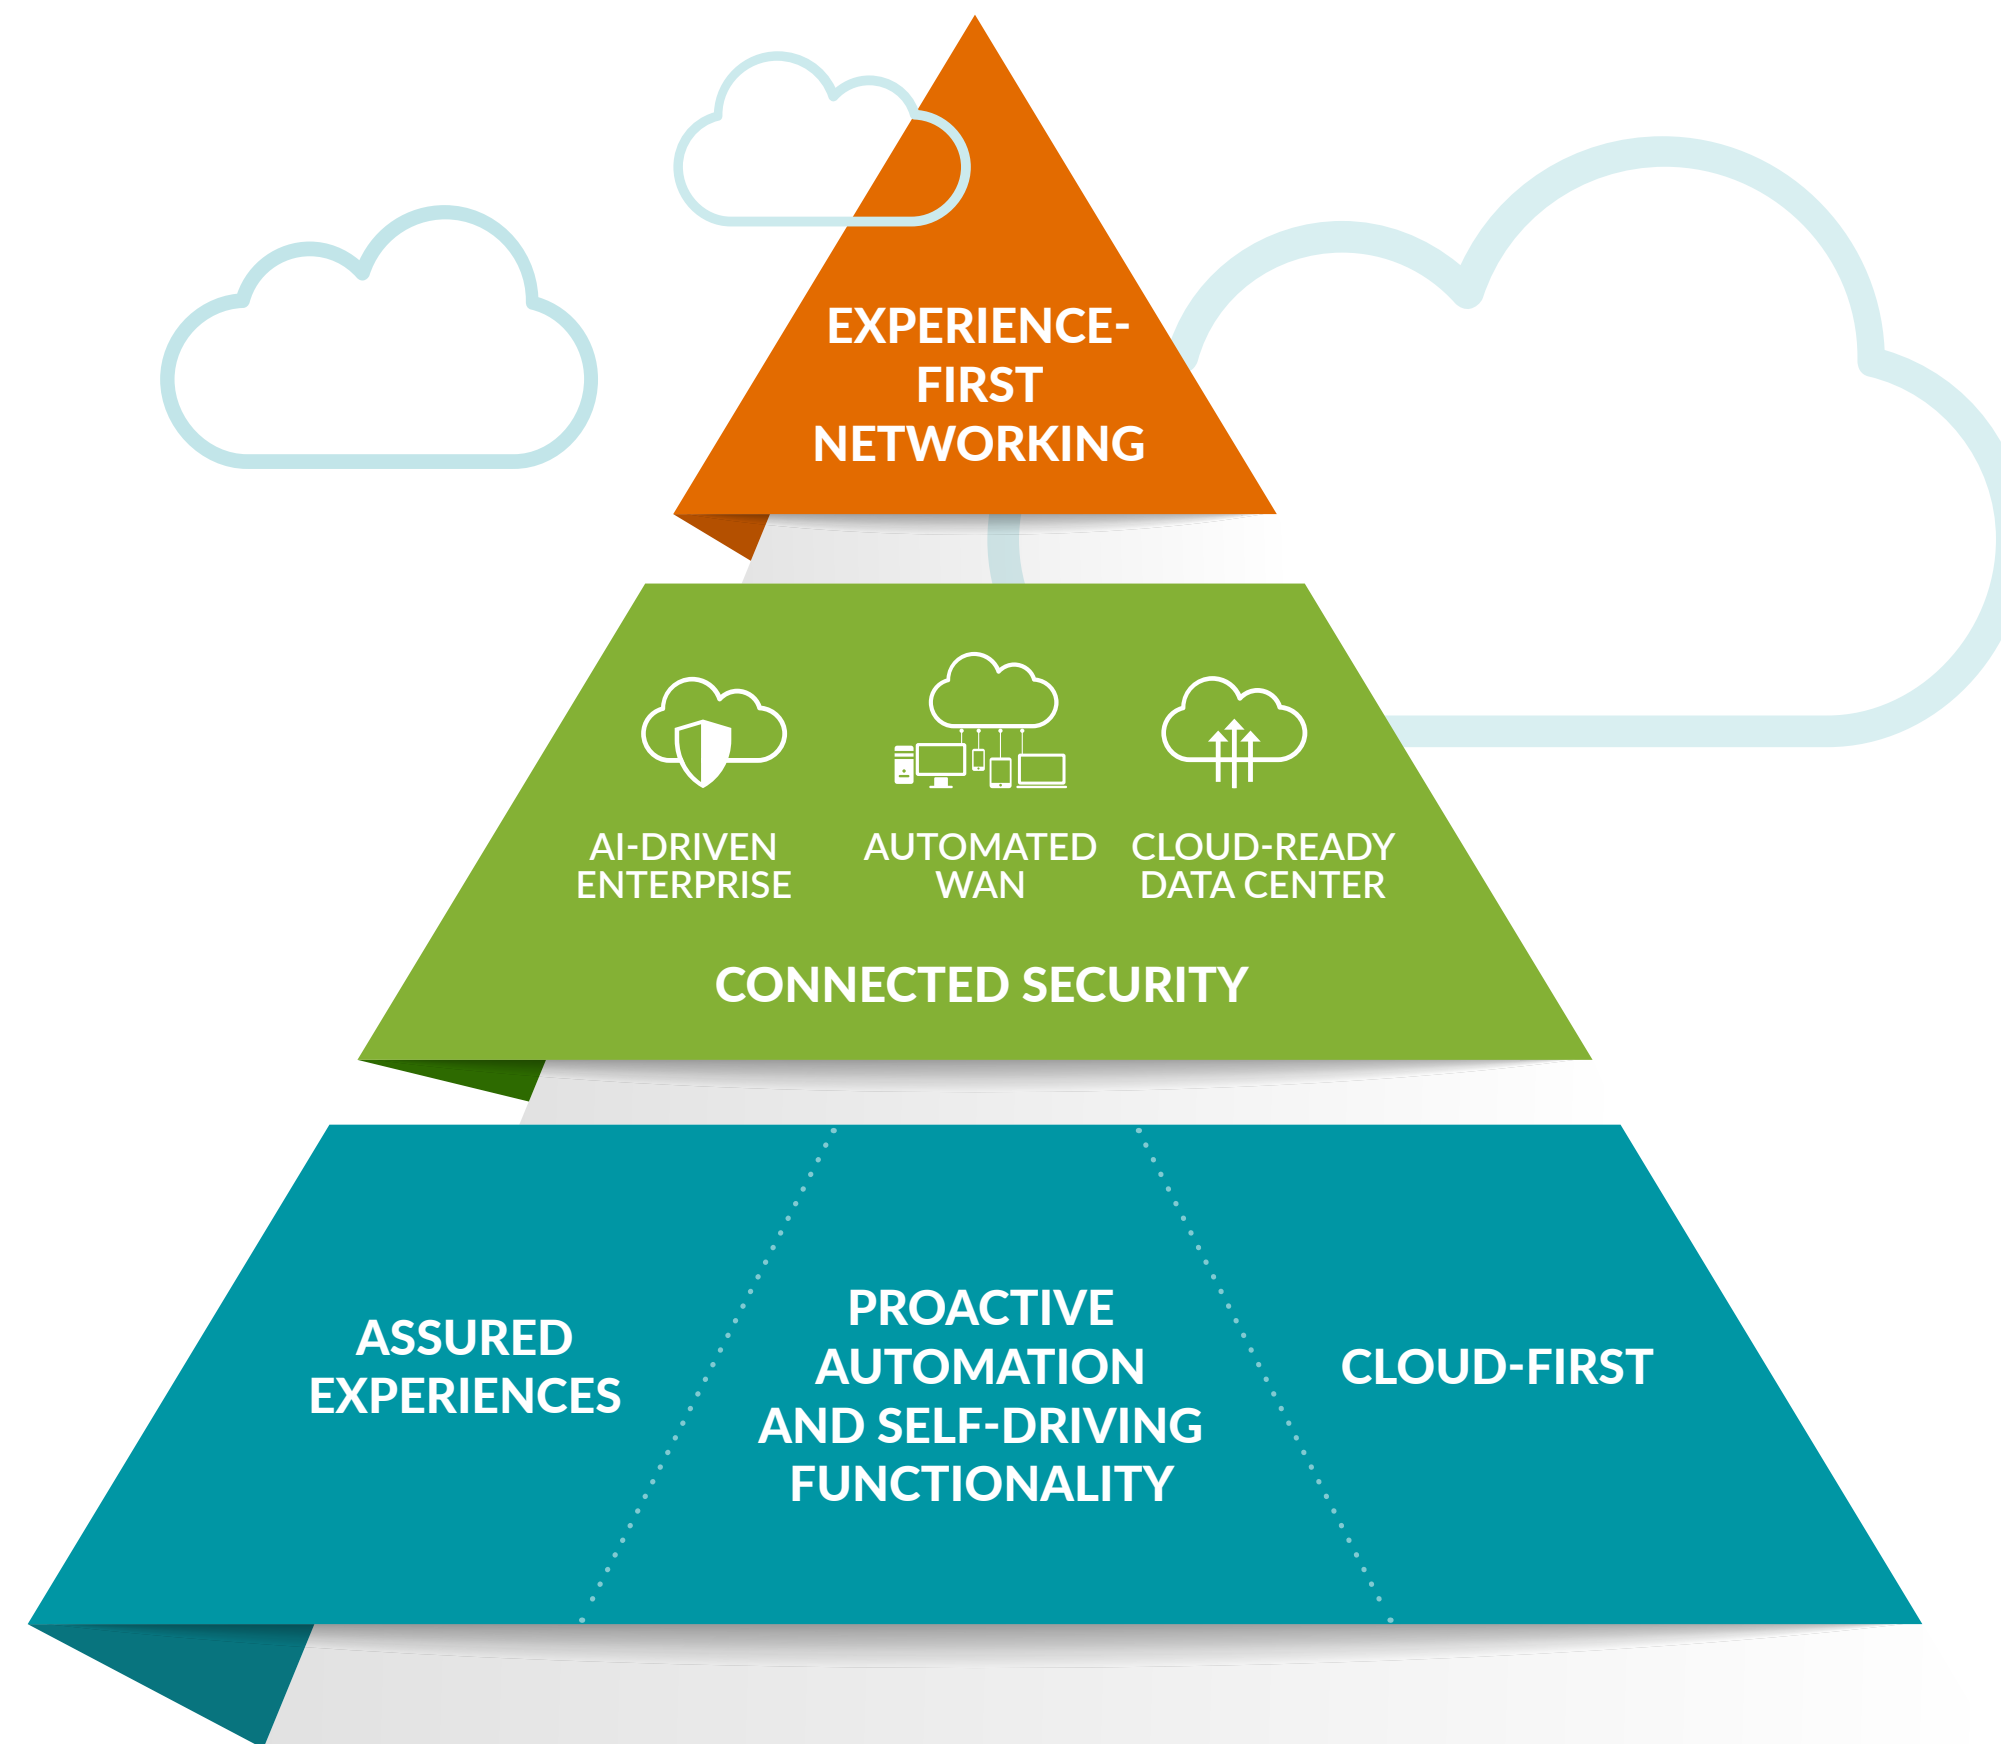 EXPERIENCE-
FIRST
NETWORKING
AI-DRIVEN
ENTERPRISE
AUTOMATED
WAN
CLOUD-READY
DATA CENTER
CONNECTED SECURITY
ASSURED
EXPERIENCES
PROACTIVE
AUTOMATION
AND SELF-DRIVING
FUNCTIONALITY
CLOUD-FIRST